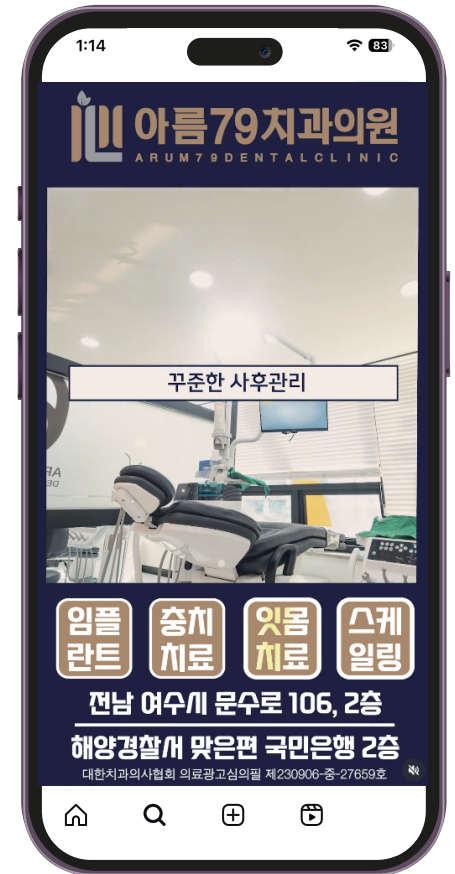 1:14
83
아름79치과의원
ARUM79DENTALCLINIC
꾸준한 사후관리
임플란트
충치치료
잇몸치료
스케일링
전남 여수시 문수로 106, 2층
해양경찰서 맞은편 국민은행 2층
대한치과의사협회 의료광고심의필 제230906-중-27659호